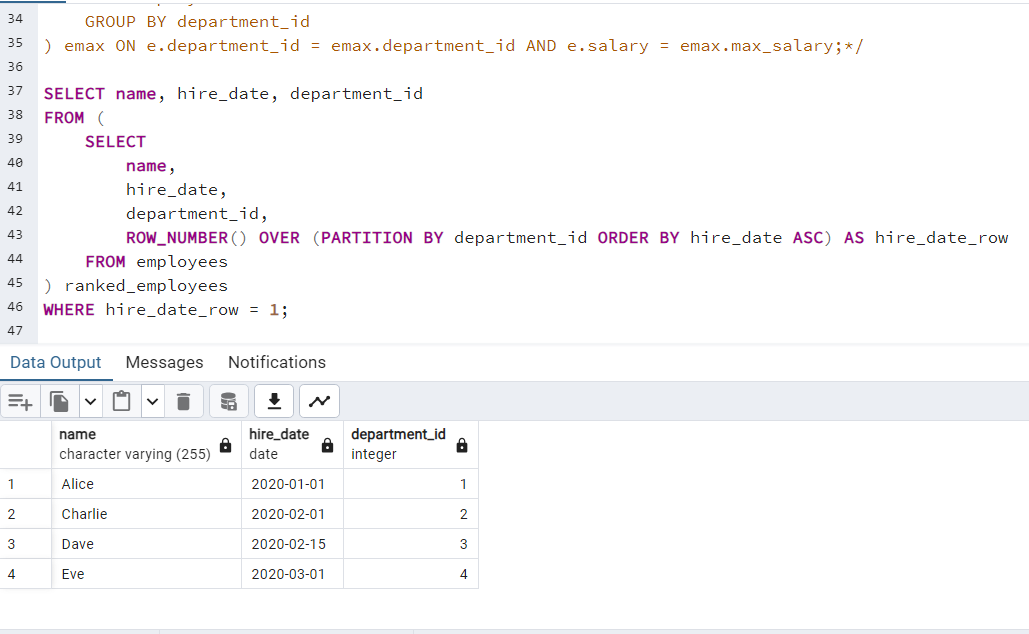 34 GROUP BY department_id
35 ) emax ON e.department_id = emax.department_id AND e.salary = emax.max_salary;*/
36
37 SELECT name, hire_date, department_id
38 FROM (
39 SELECT
40 name,
41 hire_date,
42 department_id,
43 ROW_NUMBER() OVER (PARTITION BY department_id ORDER BY hire_date ASC) AS hire_date_row
44 FROM employees
45 ) ranked_employees
46 WHERE hire_date_row = 1;
47
Data Output Messages Notifications
name hire_date department_id
character varying (255) date integer
1 Alice 2020-01-01 1
2 Charlie 2020-02-01 2
3 Dave 2020-02-15 3
4 Eve 2020-03-01 4